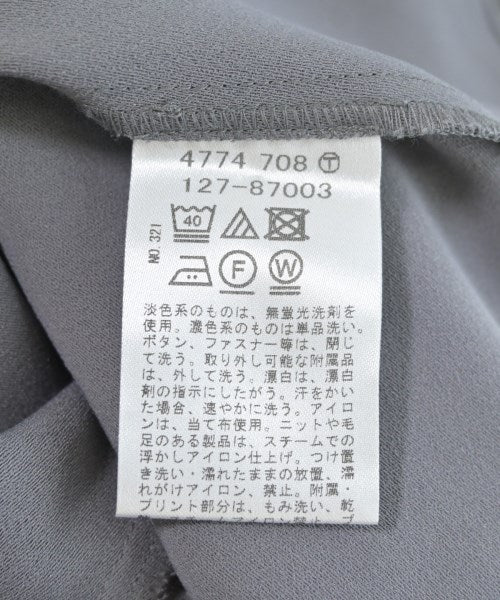 4774 708 Ⓣ
127-87003
NO.321
40
F
W
淡色系のものは、無蛍光洗剤を
使用。濃色系のものは単品洗い。
ボタン、ファスナー等は、閉じ
て洗う。取り外し可能な附属品
は、外して洗う。漂白は、漂白
剤の指示にしたがう。汗をかい
た場合、速やかに洗う。アイロ
ンは、当て布使用。ニットや毛
足のある製品は、スチームでの
浮かしアイロン仕上げ。つけ置
き洗い・濡れたままの放置、濡
れがけアイロン、禁止。附属・
プリント部分は、もみ洗い、乾